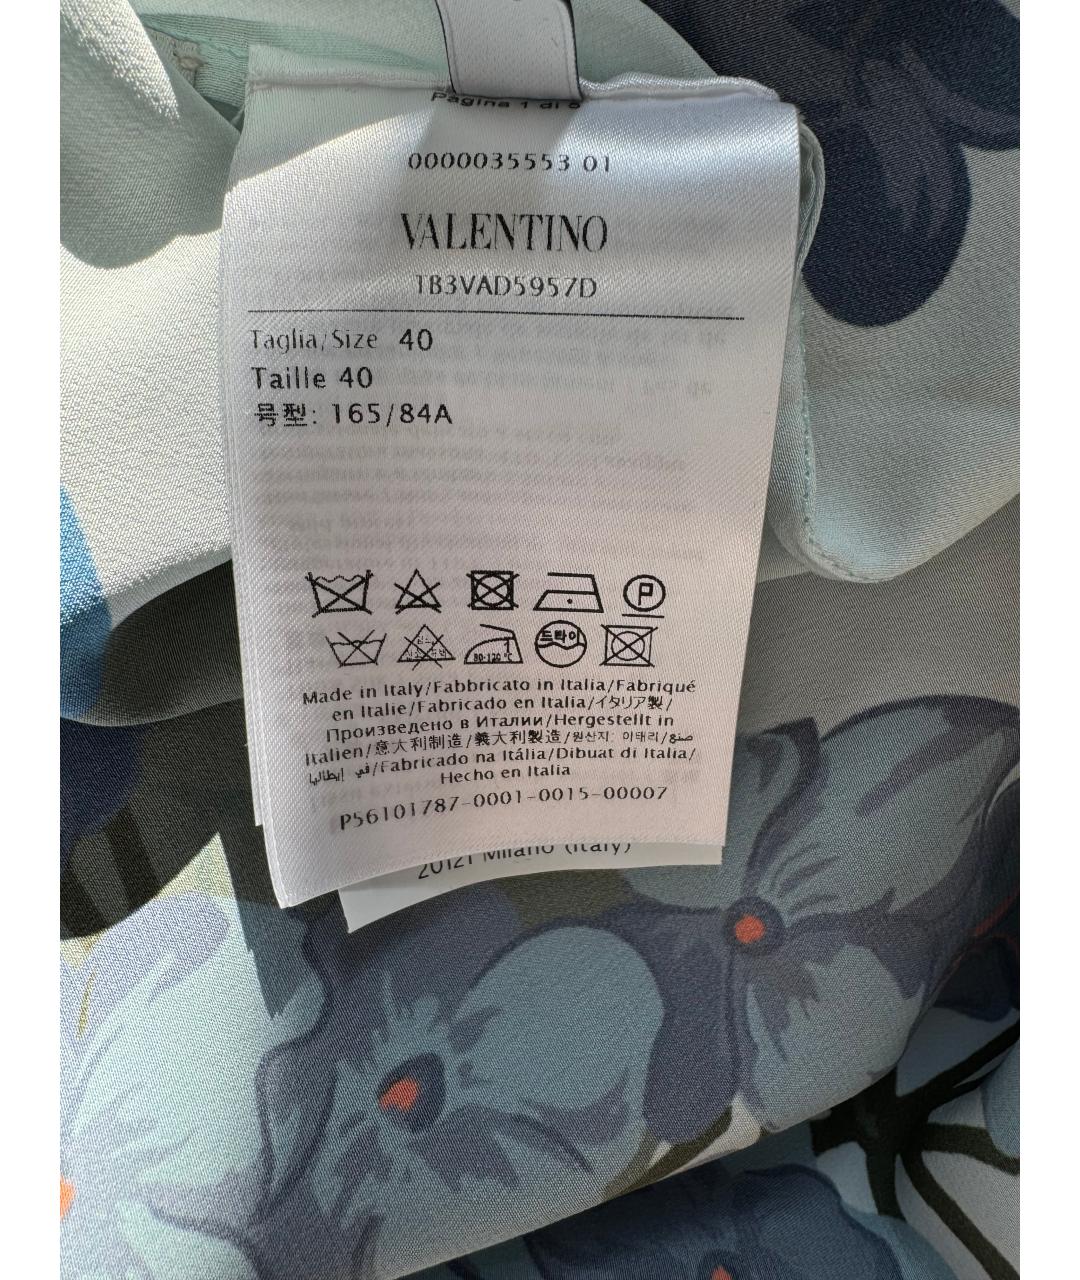 Pagina 1 di 8
0000035553 01
VALENTINO
TB3VAD5957D
Taglia/Size 40
Taille 40
号型: 165/84A
P
드라이
80-120 °C
Made in Italy/Fabbricato in Italia/Fabriqué
en Italie/Fabricado en Italia/イタリア製/
Произведено в Италии/Hergestellt in
Italien/意大利制造/義大利製造/원산지: 이태리/صنع
في إيطاليا/Fabricado na Itália/Dibuat di Italia/
Hecho en Italia
P56101787-0001-0015-00007
20121 Milano (Italy)